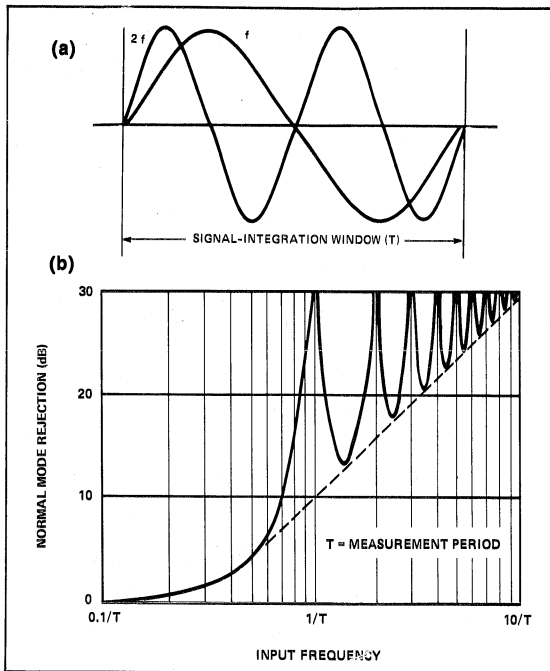 (a)
2f
f
SIGNAL-INTEGRATION WINDOW (T)
(b)
30
20
10
0
NORMAL MODE REJECTION (dB)
T = MEASUREMENT PERIOD
0.1/T
1/T
10/T
INPUT FREQUENCY